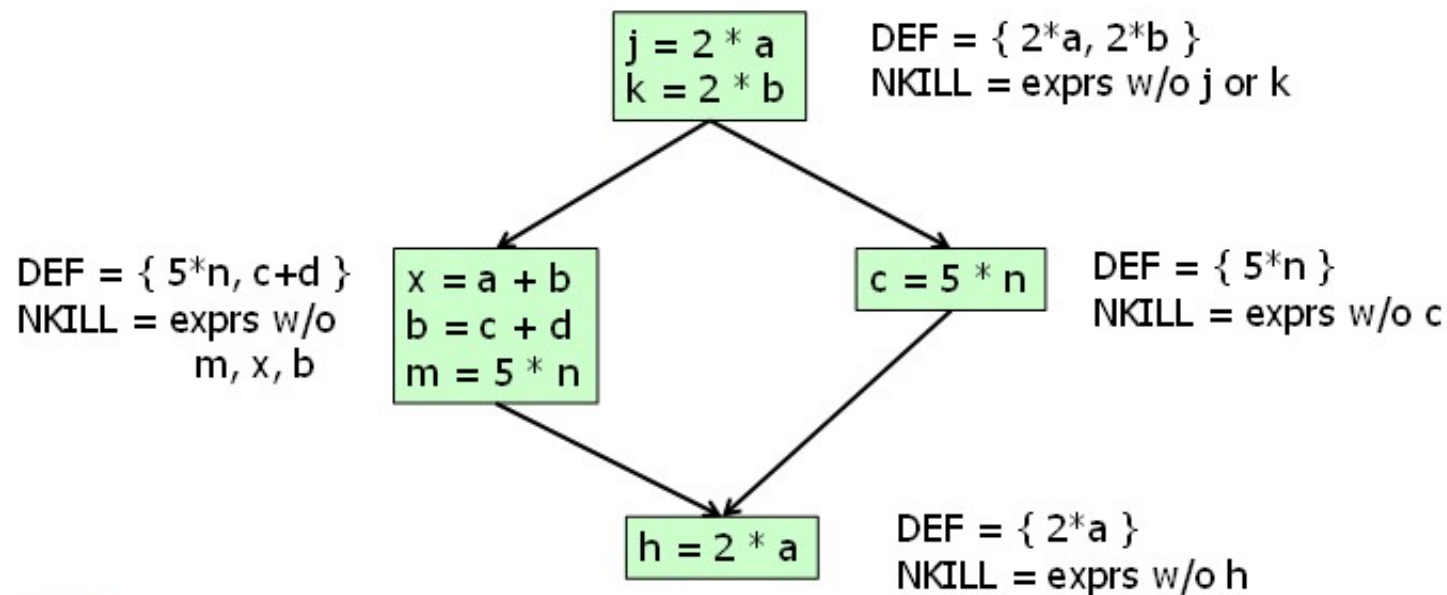 j = 2 * a
k = 2 * b
DEF = { 2*a, 2*b }
NKILL = exprs w/o j or k
DEF = { 5*n, c+d }
NKILL = exprs w/o
m, x, b
x = a + b
b = c + d
m = 5 * n
c = 5 * n
DEF = { 5*n }
NKILL = exprs w/o c
h = 2 * a
DEF = { 2*a }
NKILL = exprs w/o h